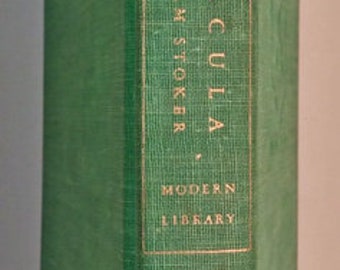 CULA
M STOKER
MODERN
LIBRARY